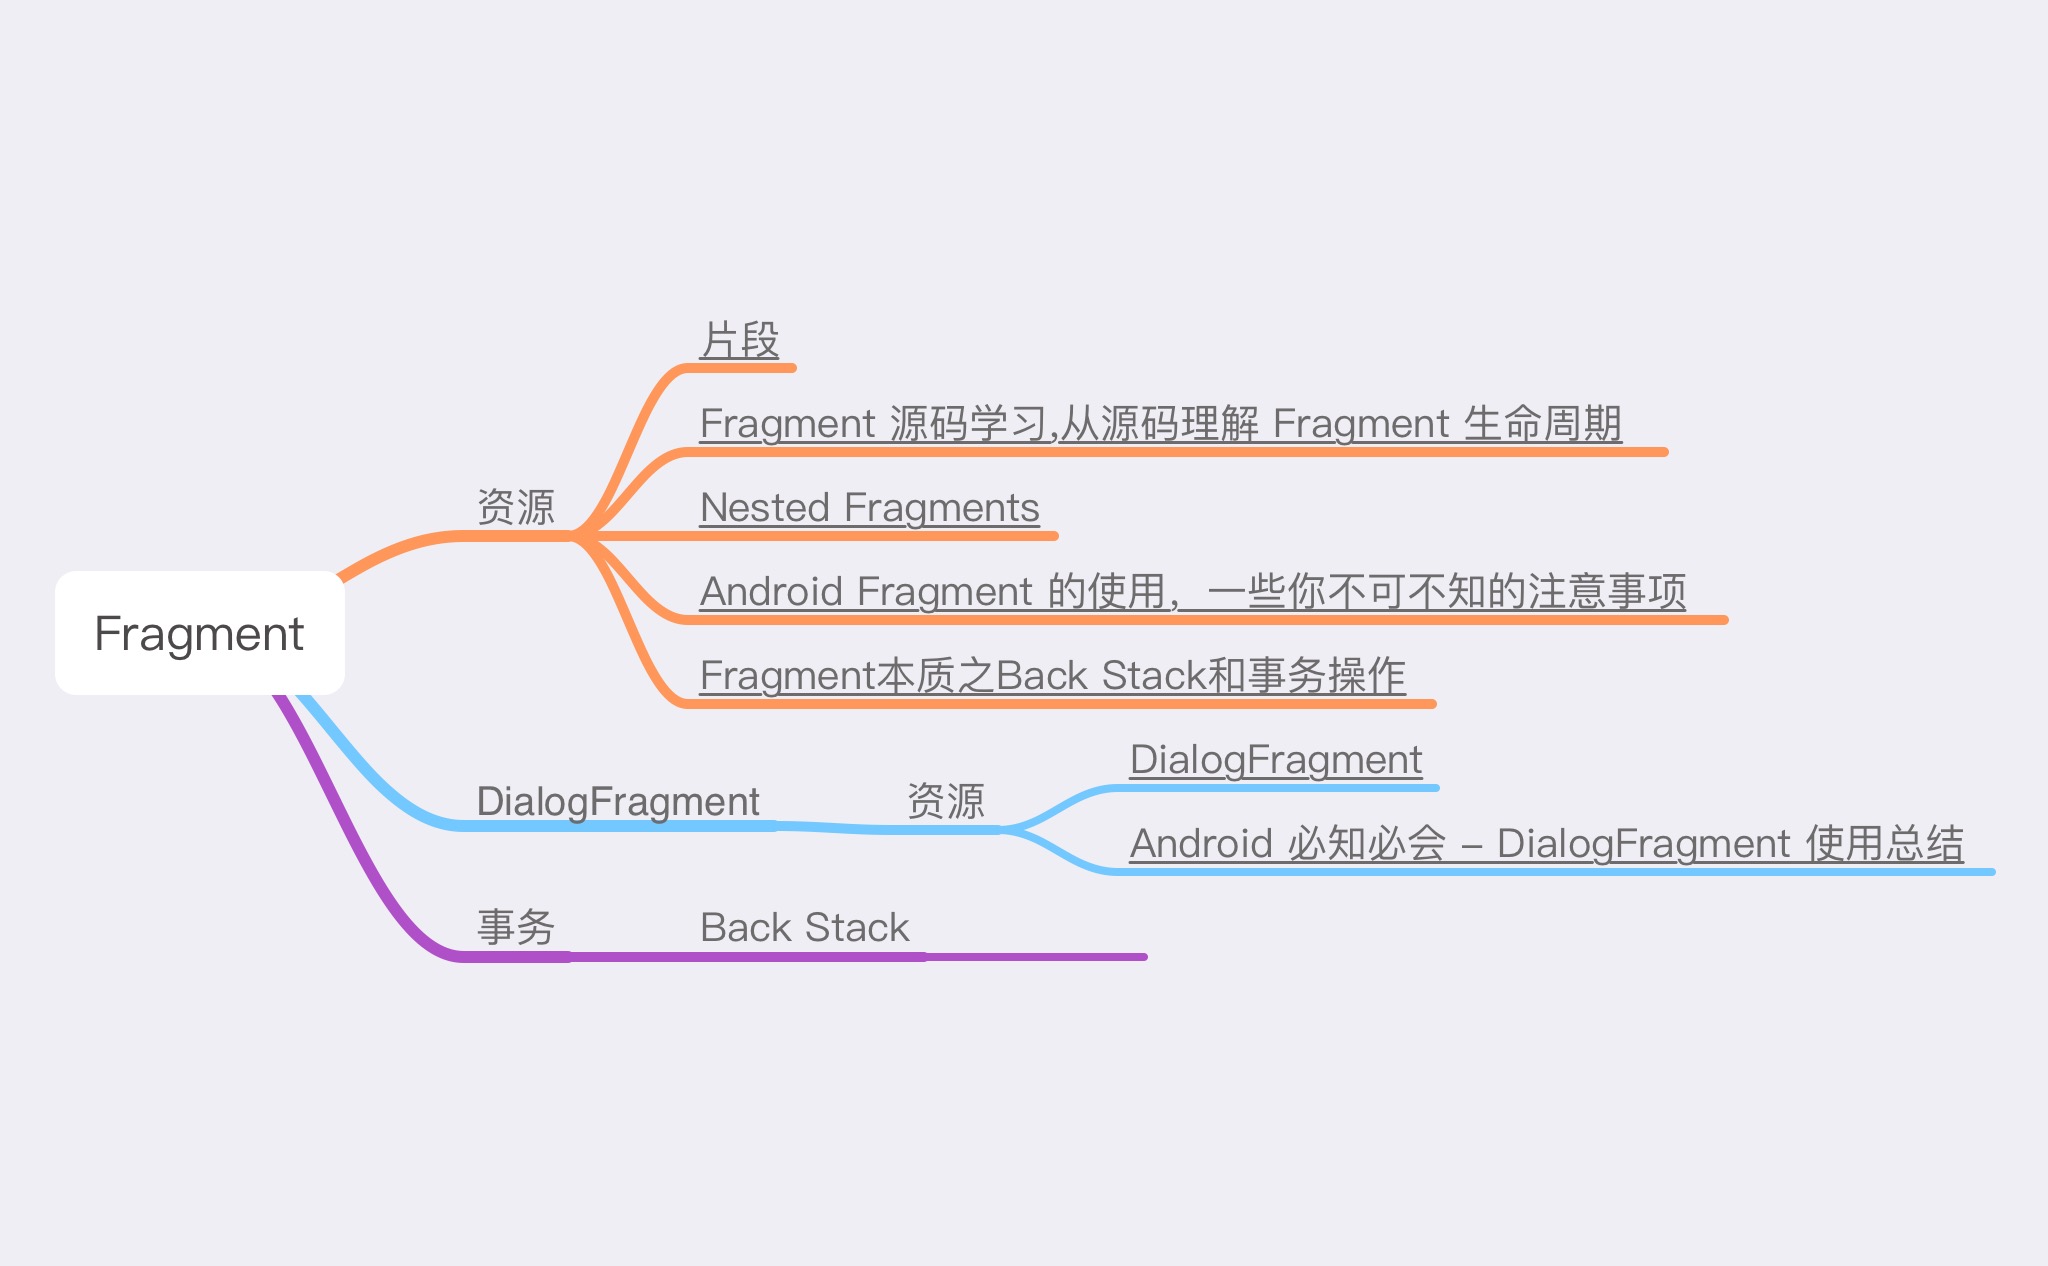 片段
Fragment 源码学习,从源码理解 Fragment 生命周期
资源
Nested Fragments
Android Fragment 的使用，一些你不可不知的注意事项
Fragment
Fragment本质之Back Stack和事务操作
DialogFragment
DialogFragment
资源
Android 必知必会 – DialogFragment 使用总结
事务
Back Stack